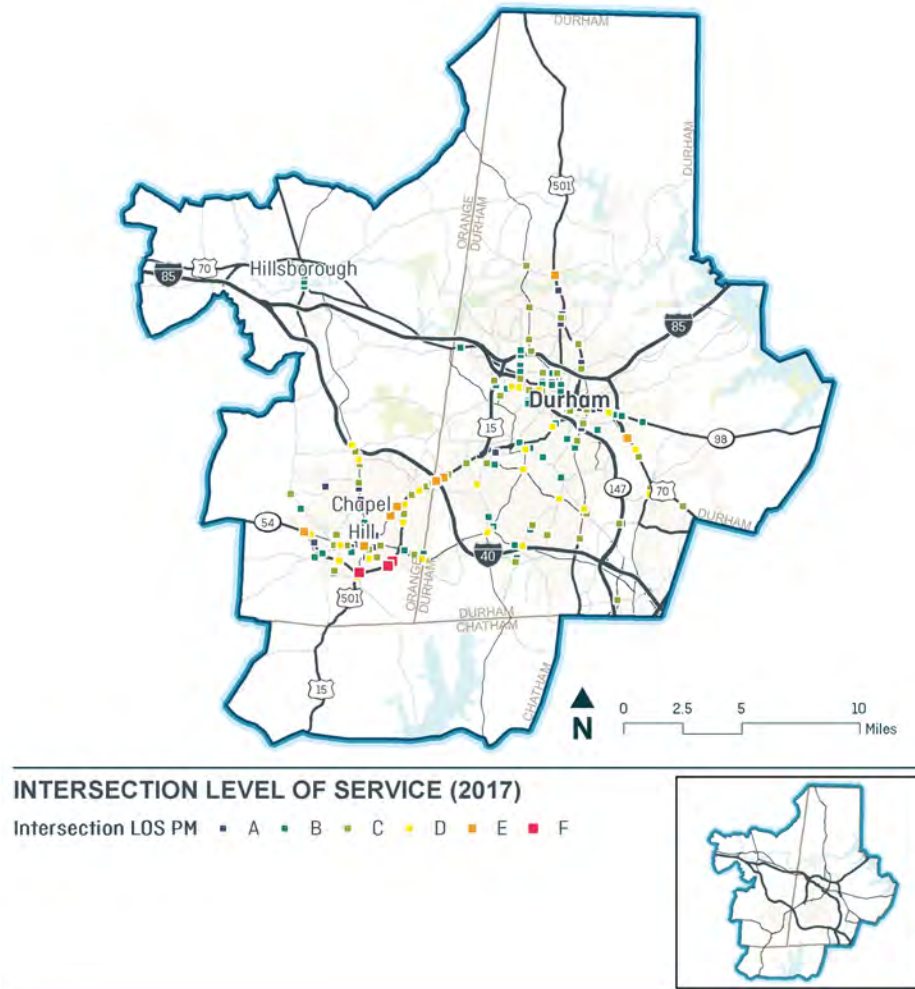 DURHAM
DURHAM
501
ORANGE
DURHAM
70
Hillsborough
85
85
Durham
15
98
147
70
Chapel
Hill
54
DURHAM
40
501
ORANGE
DURHAM
DURHAM
CHATHAM
15
CHATHAM
N
0 2.5 5 10
Miles
INTERSECTION LEVEL OF SERVICE (2017)
Intersection LOS PM A B C D E F